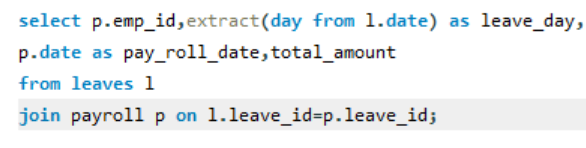 select p.emp_id,extract(day from l.date) as leave_day,
p.date as pay_roll_date,total_amount
from leaves l
join payroll p on l.leave_id=p.leave_id;